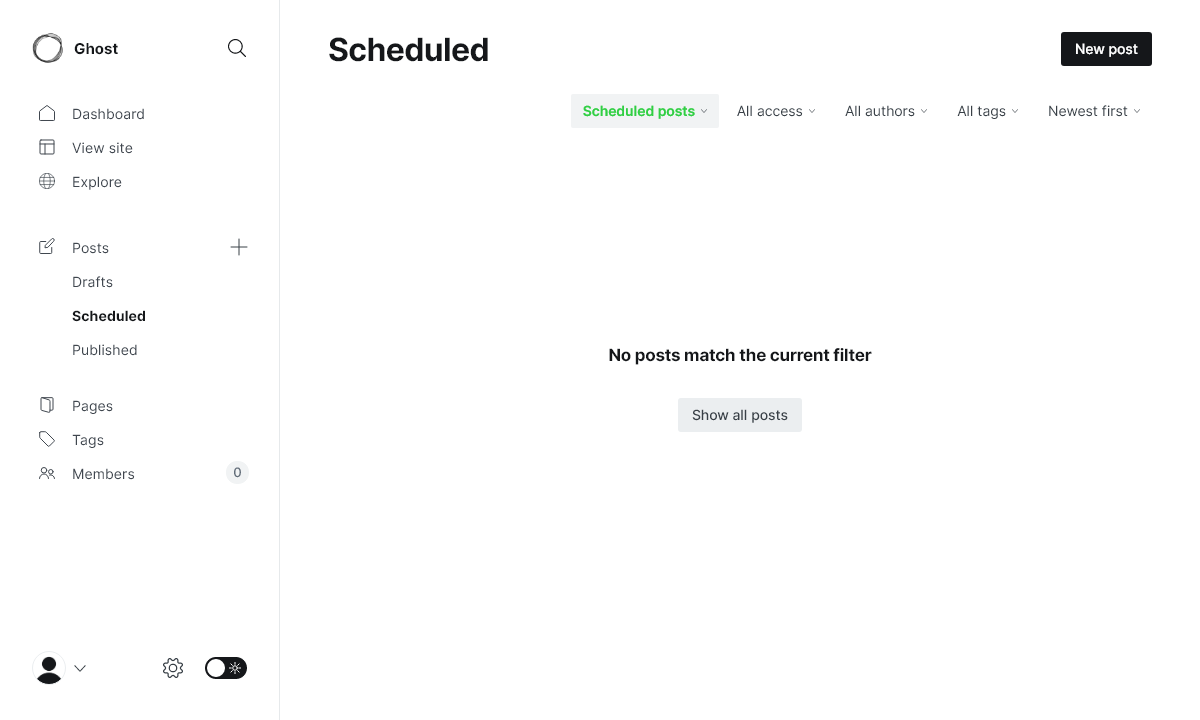 Ghost
Dashboard
View site
Explore
Posts
Drafts
Scheduled
Published
Pages
Tags
Members 0
Scheduled
New post
Scheduled posts All access All authors All tags Newest first
No posts match the current filter
Show all posts